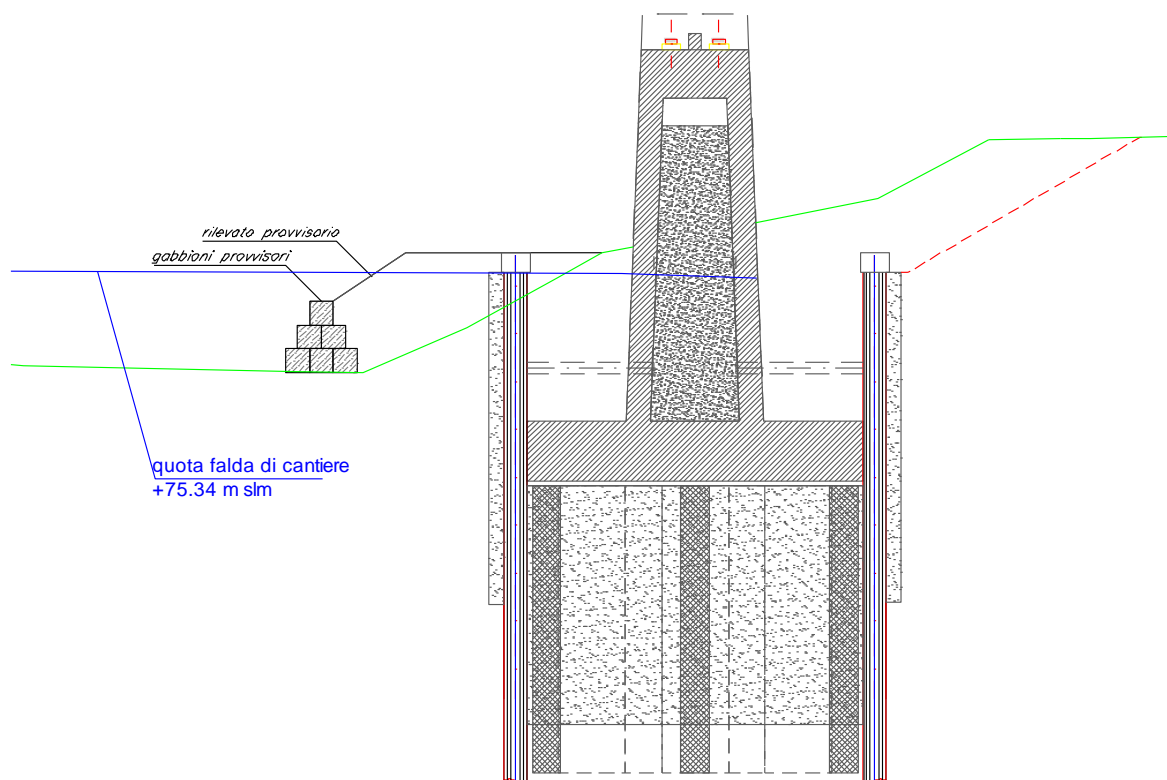 rilevato provvisorio
gabbioni provvisori
quota falda di cantiere
+75.34 m slm